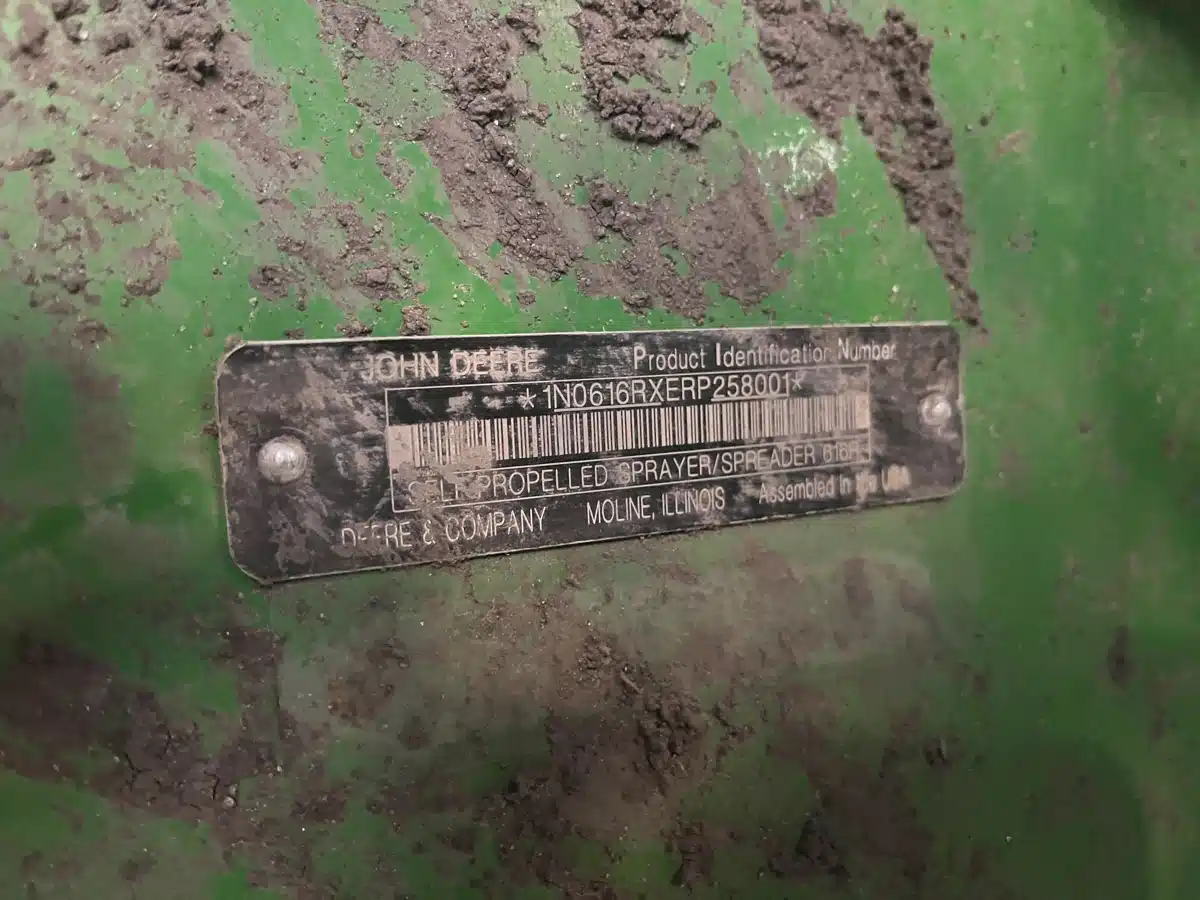 JOHN DEERE Product Identification Number
*1N0616RXERP258001*
SELF-PROPELLED SPRAYER/SPREADER 616R
DEERE & COMPANY MOLINE, ILLINOIS Assembled in the USA